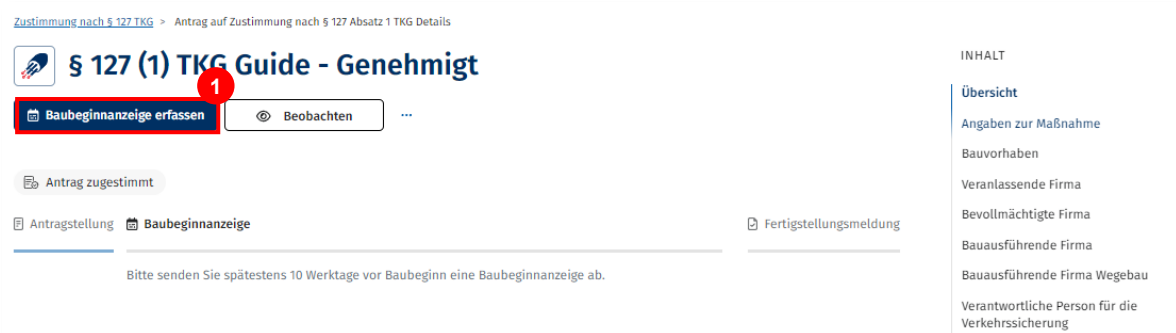 Zustimmung nach § 127 TKG > Antrag auf Zustimmung nach § 127 Absatz 1 TKG Details
§ 127 (1) TKG Guide - Genehmigt
1
Baubeginnanzeige erfassen
Beobachten
...
Antrag zugestimmt
Antragstellung
Baubeginnanzeige
Fertigstellungsmeldung
Bitte senden Sie spätestens 10 Werktage vor Baubeginn eine Baubeginnanzeige ab.
INHALT
Übersicht
Angaben zur Maßnahme
Bauvorhaben
Veranlassende Firma
Bevollmächtigte Firma
Bauausführende Firma
Bauausführende Firma Wegebau
Verantwortliche Person für die
Verkehrssicherung